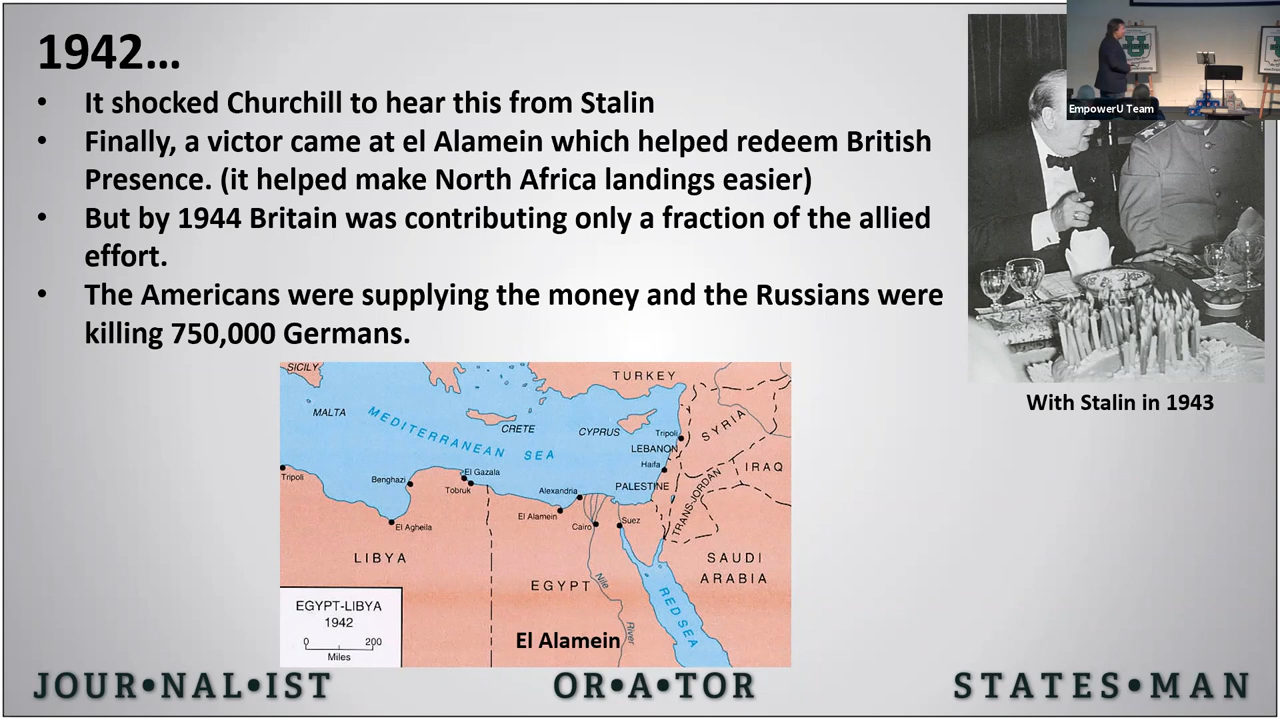 1942...
• It shocked Churchill to hear this from Stalin
• Finally, a victor came at el Alamein which helped redeem British
Presence. (it helped make North Africa landings easier)
• But by 1944 Britain was contributing only a fraction of the allied
effort.
• The Americans were supplying the money and the Russians were
killing 750,000 Germans.
EmpowerU Team
With Stalin in 1943
SICILY
TURKEY
MALTA
MEDITERRANEAN SEA
CRETE
CYPRUS
SYRIA
Tripoli
LEBANON
Haifa
IRAQ
Tripoli
Benghazi
El Gazala
Tobruk
Alexandria
PALESTINE
TRANS-JORDAN
El Alamein
Cairo
Suez
El Agheila
LIBYA
EGYPT
Nile
River
SAUDI
ARABIA
RED SEA
EGYPT-LIBYA
1942
0 200
Miles
El Alamein
JOUR•NAL•IST
OR•A•TOR
STATES•MAN